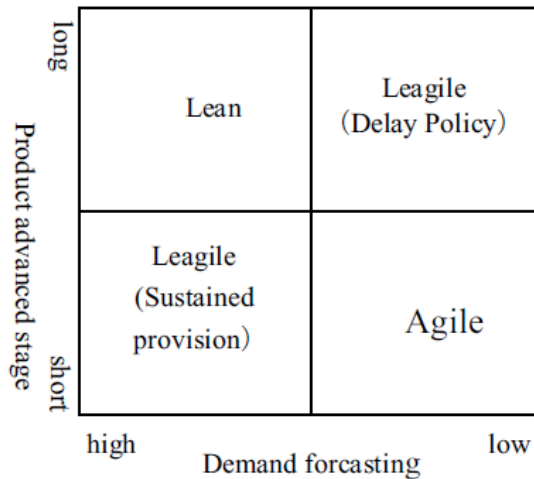 long
Product advanced stage
short
Lean
Leagile
（Delay Policy）
Leagile
(Sustained
provision）
Agile
high
low
Demand forcasting